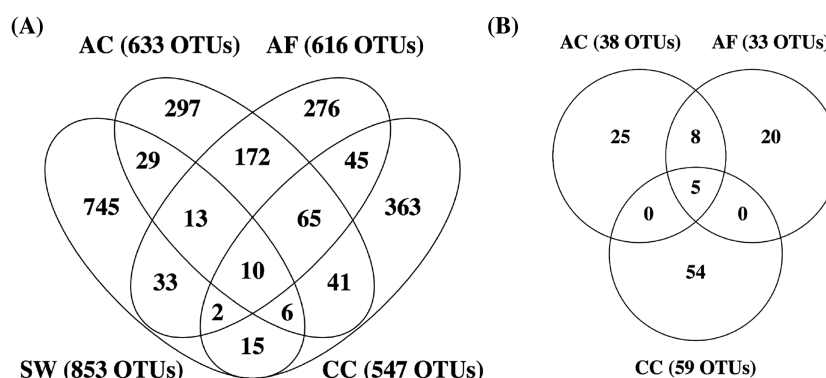 (A)
AC (633 OTUs) AF (616 OTUs)
297 276
29 172 45
745 13 65 363
33 10 41
2 6
15
SW (853 OTUs) CC (547 OTUs)
(B)
AC (38 OTUs) AF (33 OTUs)
25 8 20
5
0 0
54
CC (59 OTUs)